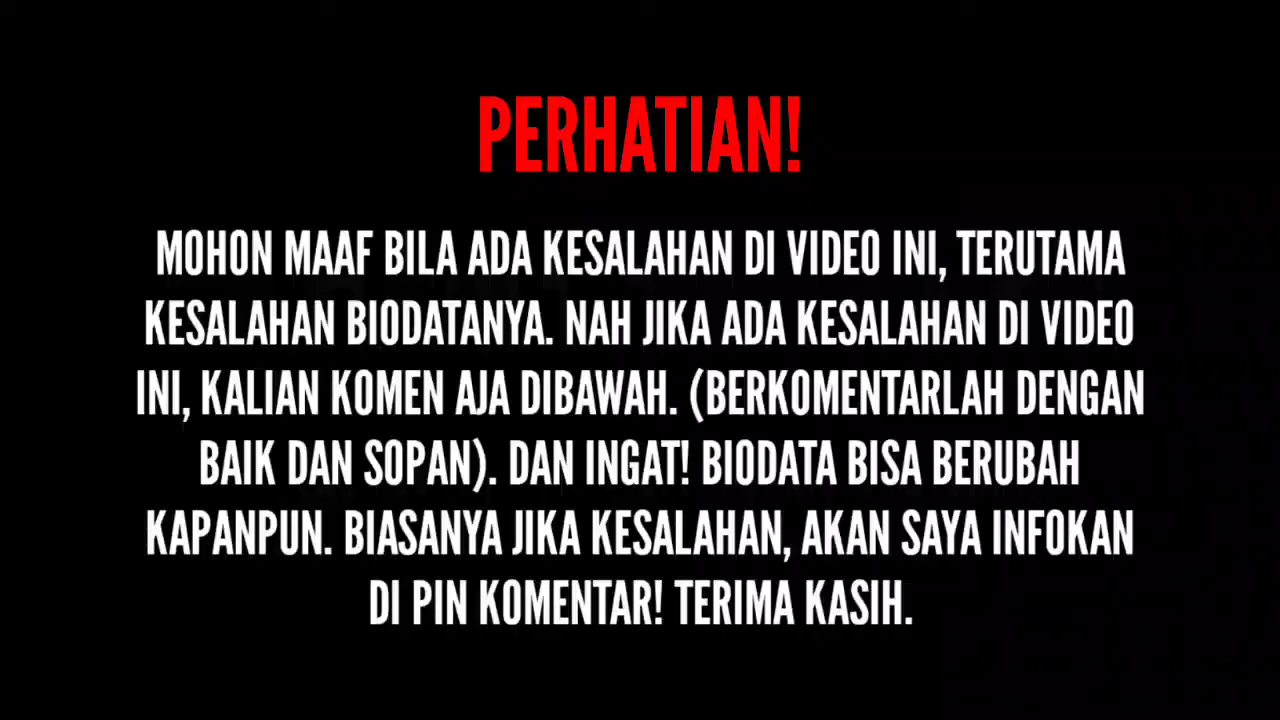 PERHATIAN!
MOHON MAAF BILA ADA KESALAHAN DI VIDEO INI, TERUTAMA
KESALAHAN BIODATANYA. NAH JIKA ADA KESALAHAN DI VIDEO
INI, KALIAN KOMEN AJA DIBAWAH. (BERKOMENTARLAH DENGAN
BAIK DAN SOPAN). DAN INGAT! BIODATA BISA BERUBAH
KAPANPUN. BIASANYA JIKA KESALAHAN, AKAN SAYA INFOKAN
DI PIN KOMENTAR! TERIMA KASIH.